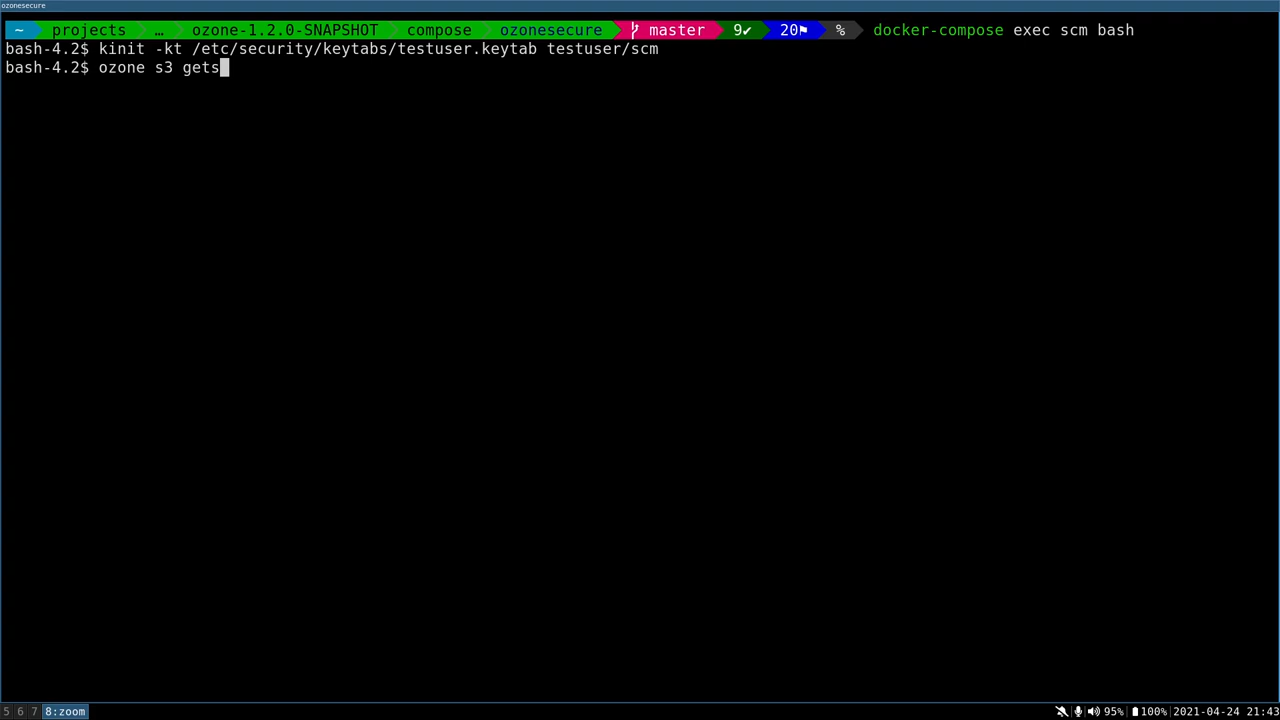 ozonesecure
~ projects … ozone-1.2.0-SNAPSHOT compose ozonesecure master 9✔ 20⚑ % docker-compose exec scm bash
bash-4.2$ kinit -kt /etc/security/keytabs/testuser.keytab testuser/scm
bash-4.2$ ozone s3 gets
5 6 7 8:zoom 95% 100% 2021-04-24 21:43